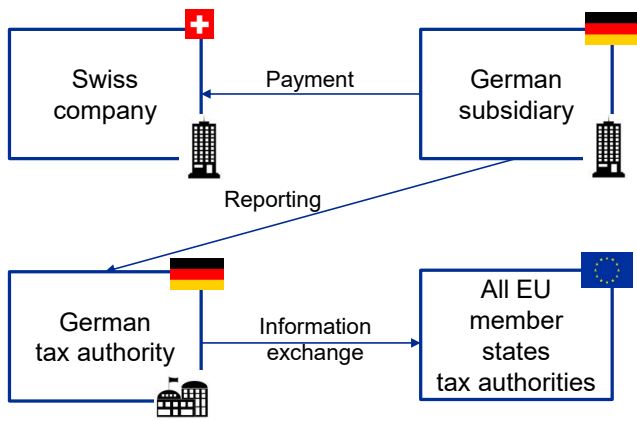 Swiss
company
Payment
German
subsidiary
Reporting
German
tax authority
Information
exchange
All EU
member
states
tax authorities